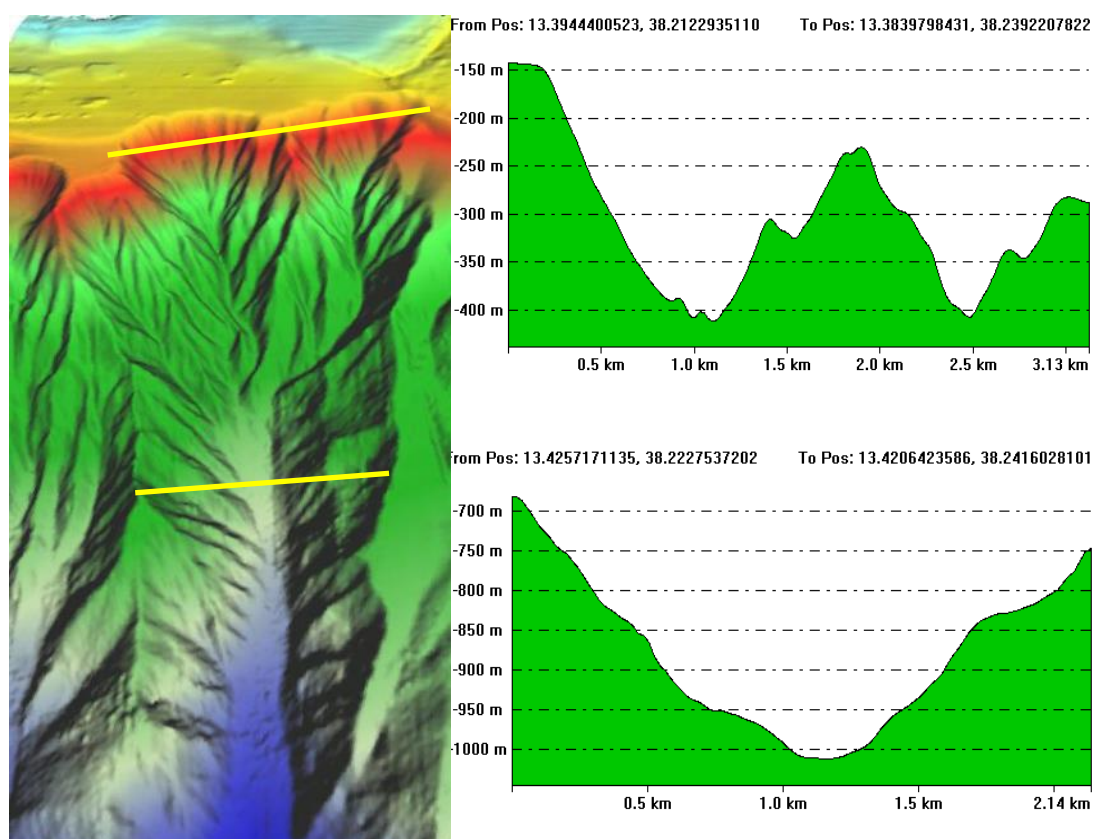 From Pos: 13.3944400523, 38.2122935110 To Pos: 13.3839798431, 38.2392207822
-150 m
-200 m
-250 m
-300 m
-350 m
-400 m
0.5 km 1.0 km 1.5 km 2.0 km 2.5 km 3.13 km
From Pos: 13.4257171135, 38.2227537202 To Pos: 13.4206423586, 38.2416028101
-700 m
-750 m
-800 m
-850 m
-900 m
-950 m
-1000 m
0.5 km 1.0 km 1.5 km 2.14 km